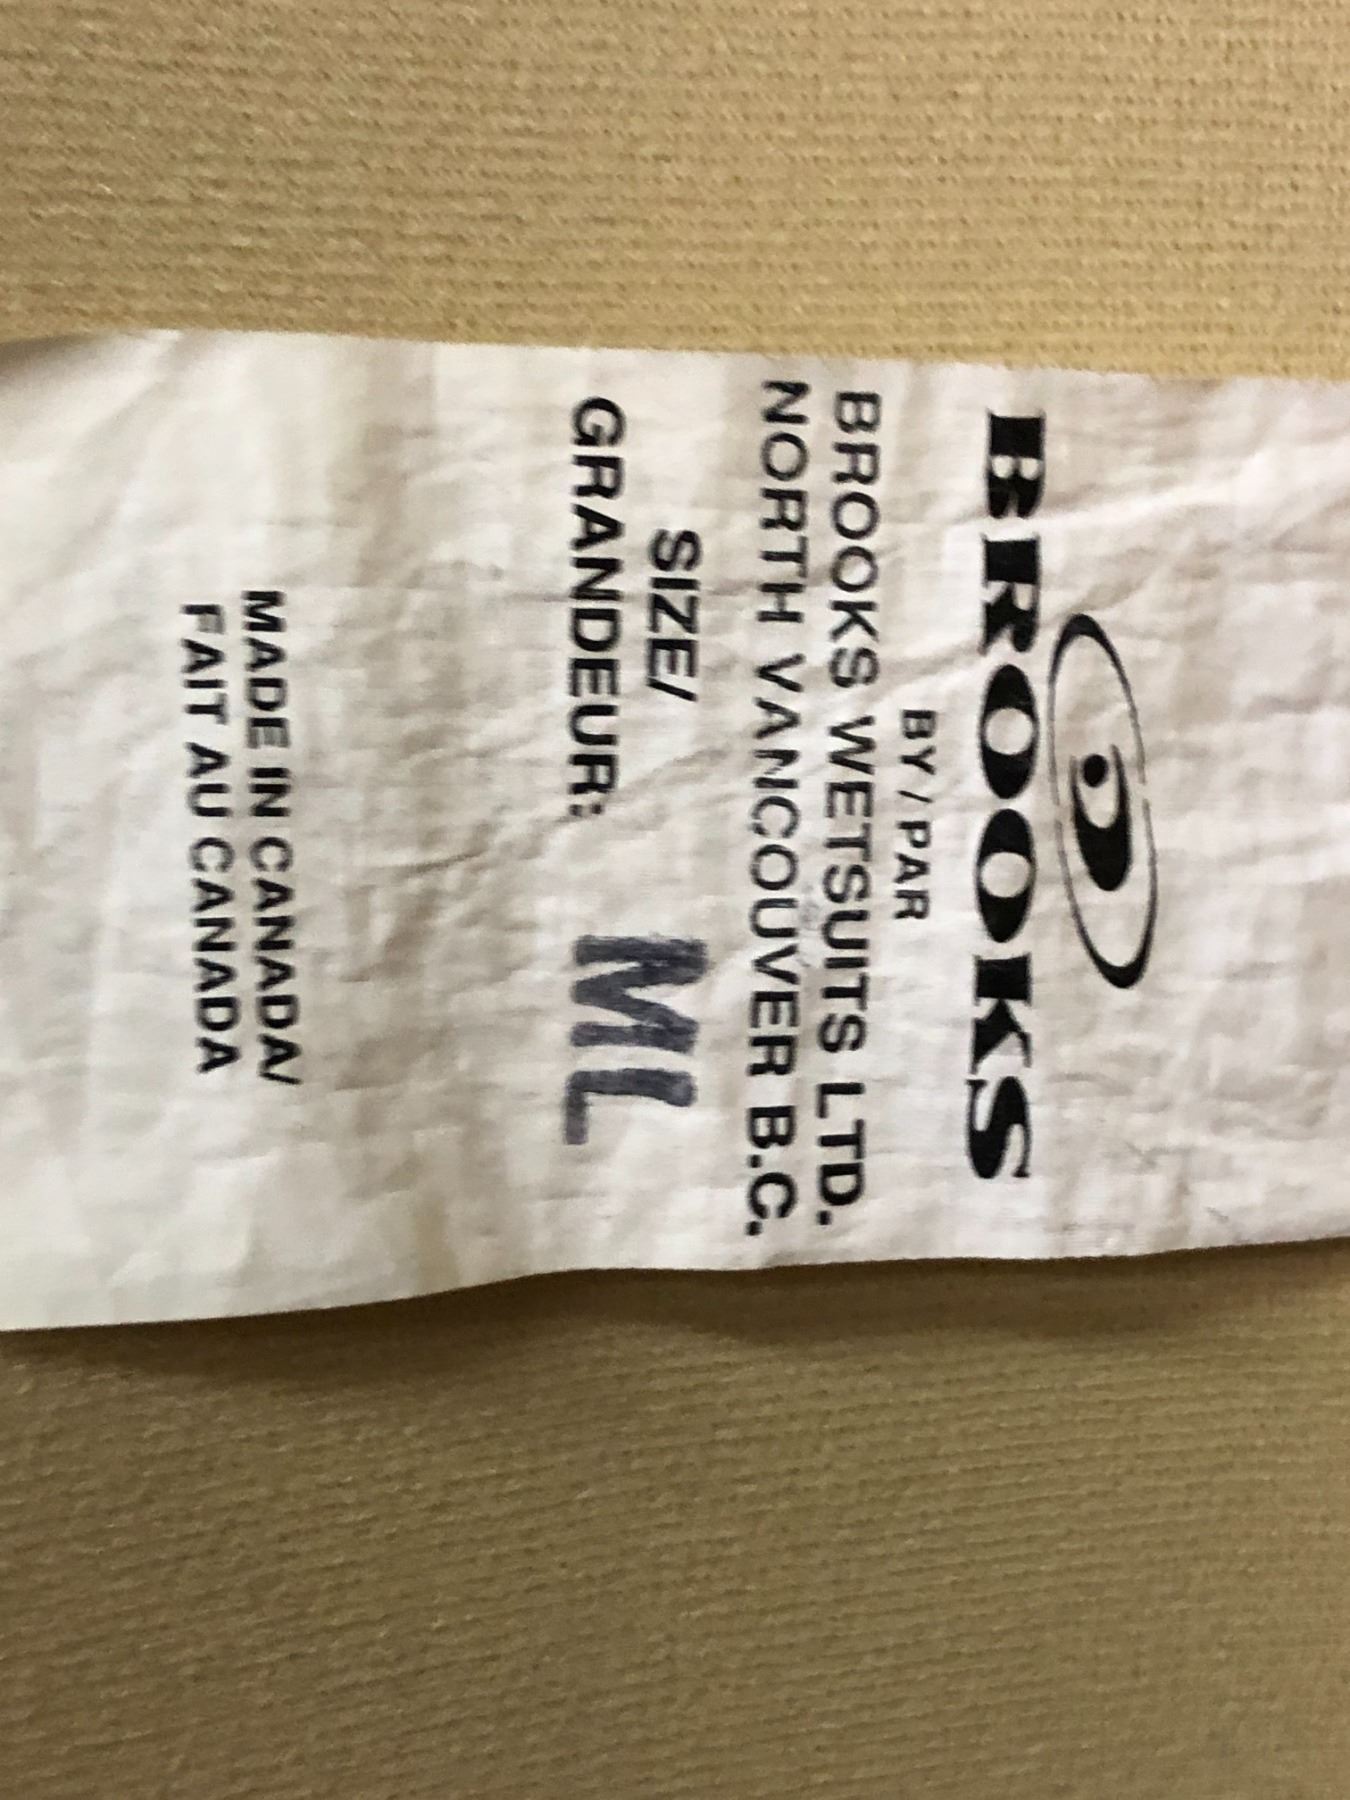 BROOKS
BY / PAR
BROOKS WETSUITS LTD.
NORTH VANCOUVER B.C.
SIZE/
GRANDEUR: ML
MADE IN CANADA/
FAIT AU CANADA